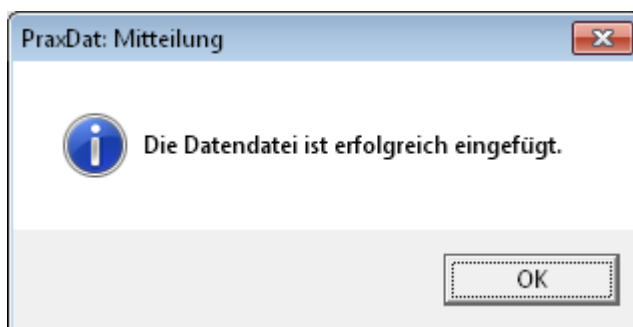 PraxDat: Mitteilung
Die Datendatei ist erfolgreich eingefügt.
OK